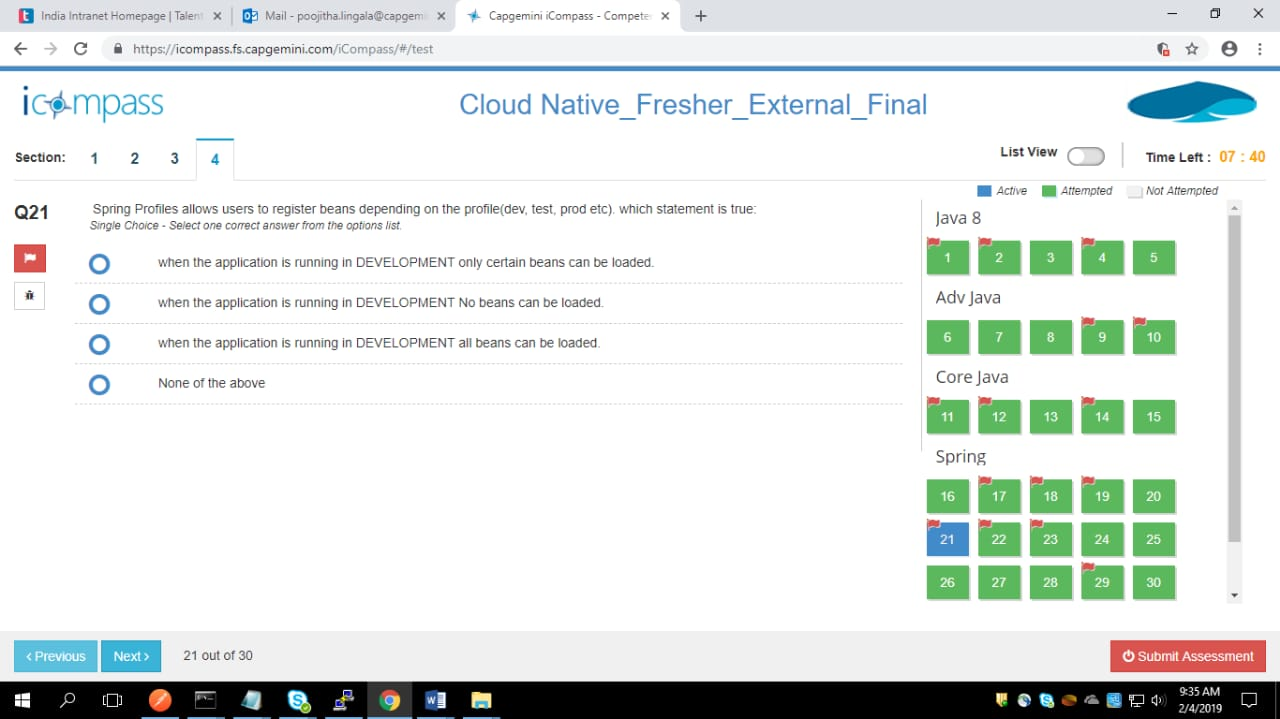 India Intranet Homepage | Talent
Mail - poojitha.lingala@capgemi
Capgemini iCompass - Compete
https://icompass.fs.capgemini.com/iCompass/#/test
icompass
Cloud Native_Fresher_External_Final
Section: 1 2 3 4
List View
Time Left : 07 : 40
Active Attempted Not Attempted
Q21
Spring Profiles allows users to register beans depending on the profile(dev, test, prod etc). which statement is true:
Single Choice - Select one correct answer from the options list.
when the application is running in DEVELOPMENT only certain beans can be loaded.
when the application is running in DEVELOPMENT No beans can be loaded.
when the application is running in DEVELOPMENT all beans can be loaded.
None of the above
Java 8
1 2 3 4 5
Adv Java
6 7 8 9 10
Core Java
11 12 13 14 15
Spring
16 17 18 19 20
21 22 23 24 25
26 27 28 29 30
‹ Previous
Next ›
21 out of 30
Submit Assessment
9:35 AM
2/4/2019